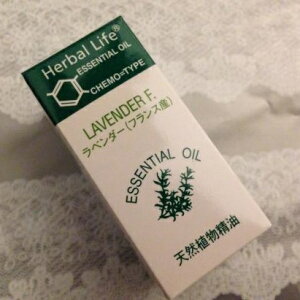 Herbal Life®
ESSENTIAL OIL
CHEMO=TYPE
LAVENDER F.
ラベンダー(フランス産)
ESSENTIAL OIL
天然植物精油